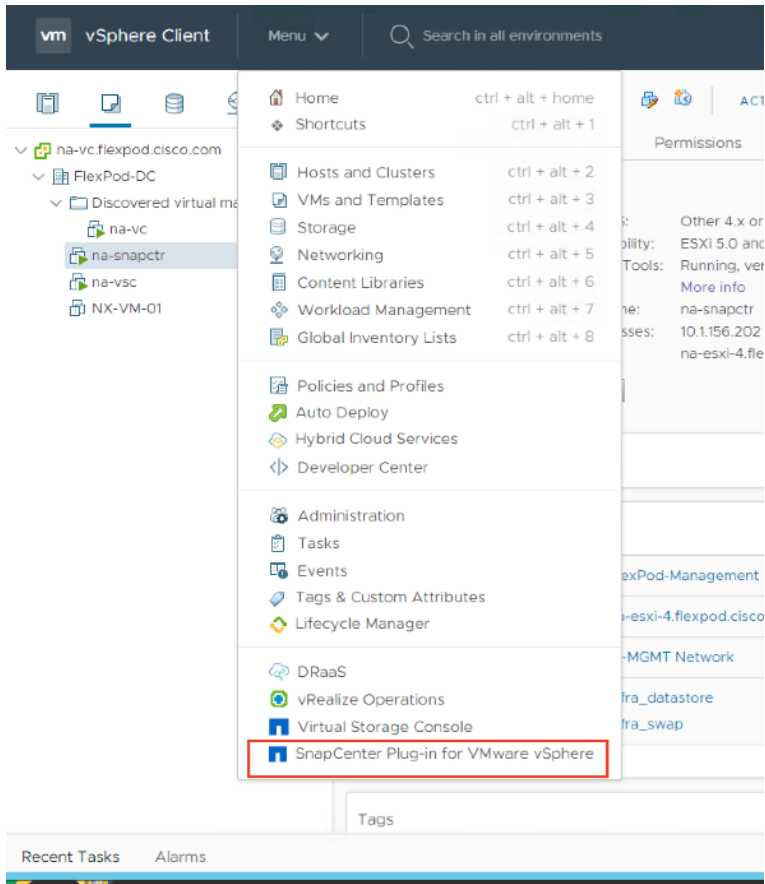 vm vSphere Client Menu Search in all environments
Home ctrl + alt + home
Shortcuts ctrl + alt + 1
Hosts and Clusters ctrl + alt + 2
VMs and Templates ctrl + alt + 3
Storage ctrl + alt + 4
Networking ctrl + alt + 5
Content Libraries ctrl + alt + 6
Workload Management ctrl + alt + 7
Global Inventory Lists ctrl + alt + 8
Policies and Profiles
Auto Deploy
Hybrid Cloud Services
Developer Center
Administration
Tasks
Events
Tags & Custom Attributes
Lifecycle Manager
DRaaS
vRealize Operations
Virtual Storage Console
SnapCenter Plug-in for VMware vSphere
na-vc.flexpod.cisco.com
FlexPod-DC
Discovered virtual ma
na-vc
na-snapctr
na-vsc
NX-VM-01
ACT
Permissions
S: Other 4.x or
bility: ESXi 5.0 and
Tools: Running, ver
More info
ne: na-snapctr
sses: 10.1.156.202
na-esxi-4.fle
exPod-Management
a-esxi-4.flexpod.cisco
-MGMT Network
fra_datastore
fra_swap
Tags
Recent Tasks Alarms